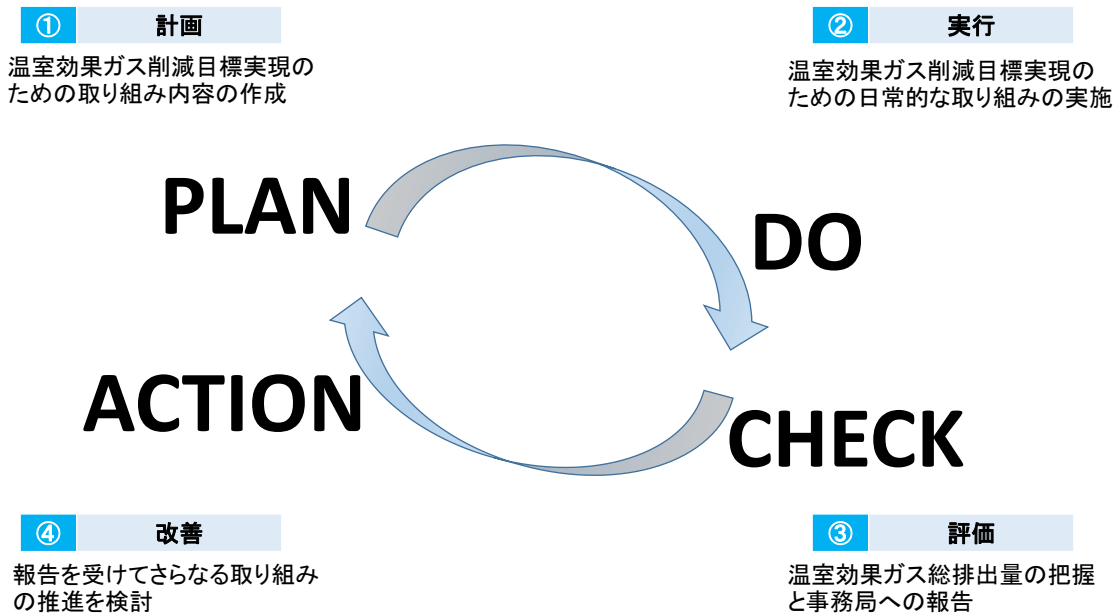 ① 計画
温室効果ガス削減目標実現の
ための取り組み内容の作成
② 実行
温室効果ガス削減目標実現の
ための日常的な取り組みの実施
PLAN
DO
ACTION
CHECK
④ 改善
報告を受けてさらなる取り組み
の推進を検討
③ 評価
温室効果ガス総排出量の把握
と事務局への報告